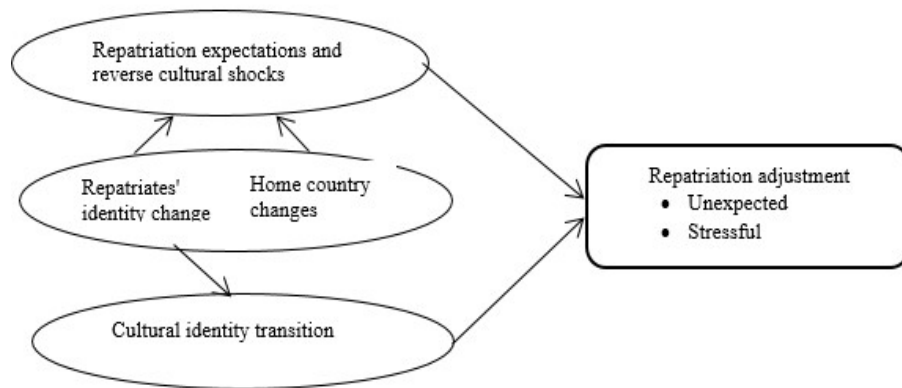 Repatriation expectations and
reverse cultural shocks
Repatriates'
identity change
Home country
changes
Cultural identity transition
Repatriation adjustment
• Unexpected
• Stressful